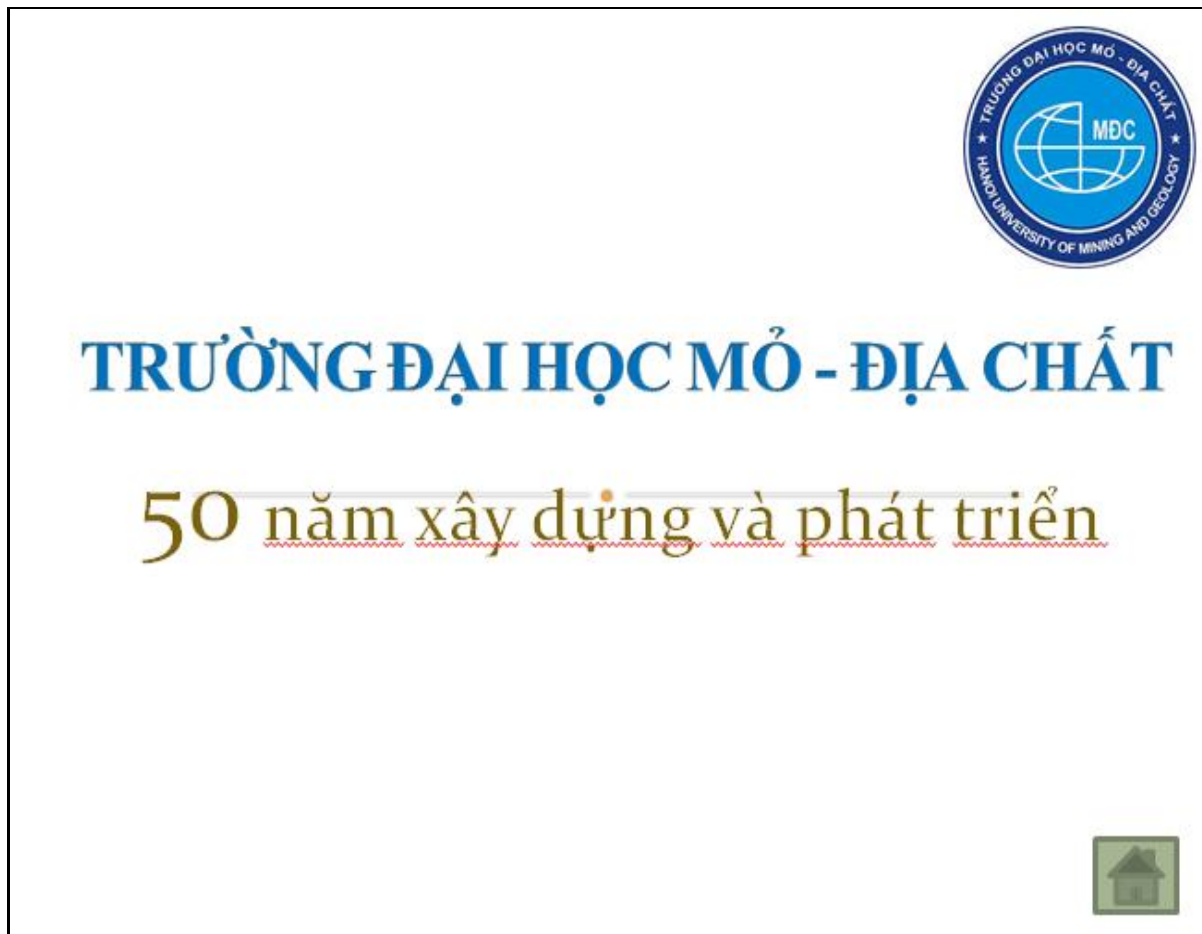 TRƯỜNG ĐẠI HỌC MỎ - ĐỊA CHẤT
MĐC
HANOI UNIVERSITY OF MINING AND GEOLOGY
TRƯỜNG ĐẠI HỌC MỎ - ĐỊA CHẤT
50 năm xây dựng và phát triển